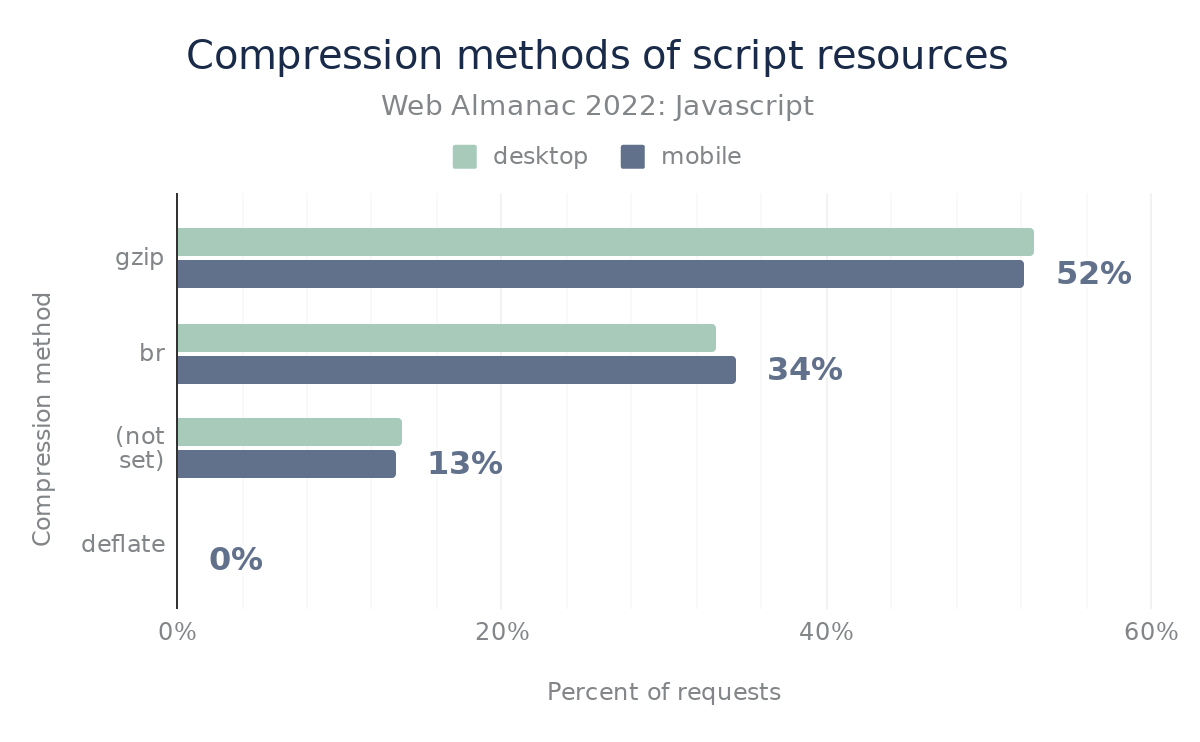 Compression methods of script resources
Web Almanac 2022: Javascript
desktop mobile
Compression method
gzip
52%
br
34%
(not
set)
13%
deflate
0%
0% 20% 40% 60%
Percent of requests